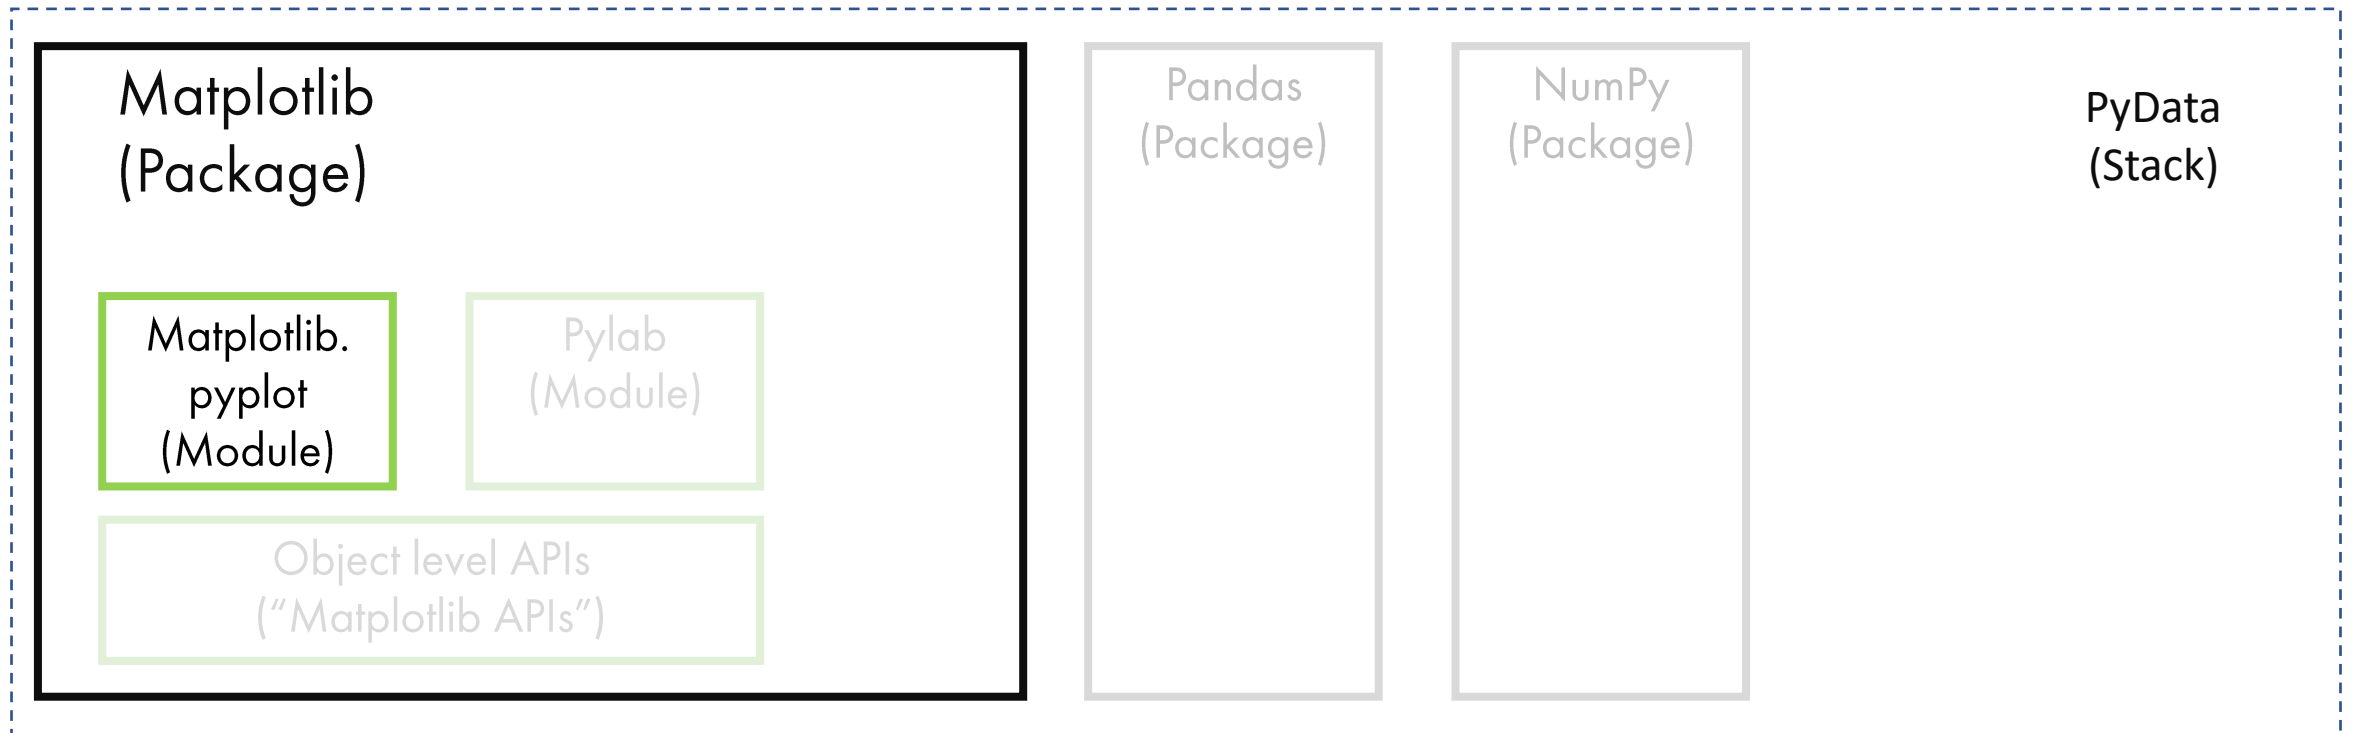 Matplotlib
(Package)
Pandas
(Package)
NumPy
(Package)
PyData
(Stack)
Matplotlib.
pyplot
(Module)
Pylab
(Module)
Object level APIs
(“Matplotlib APIs”)